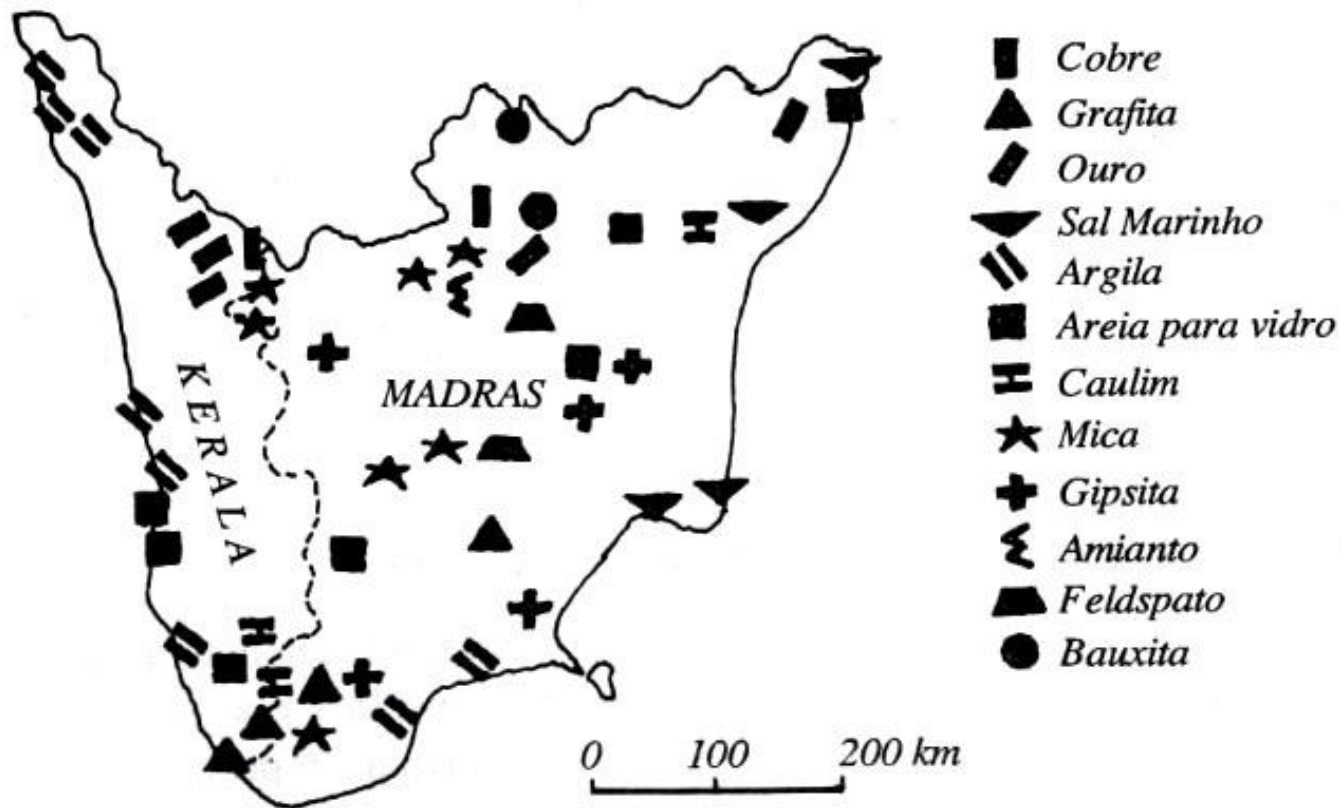 Cobre
Grafita
Ouro
Sal Marinho
Argila
Areia para vidro
Caulim
Mica
Gipsita
Amianto
Feldspato
Bauxita
KERALA
MADRAS
0 100 200 km